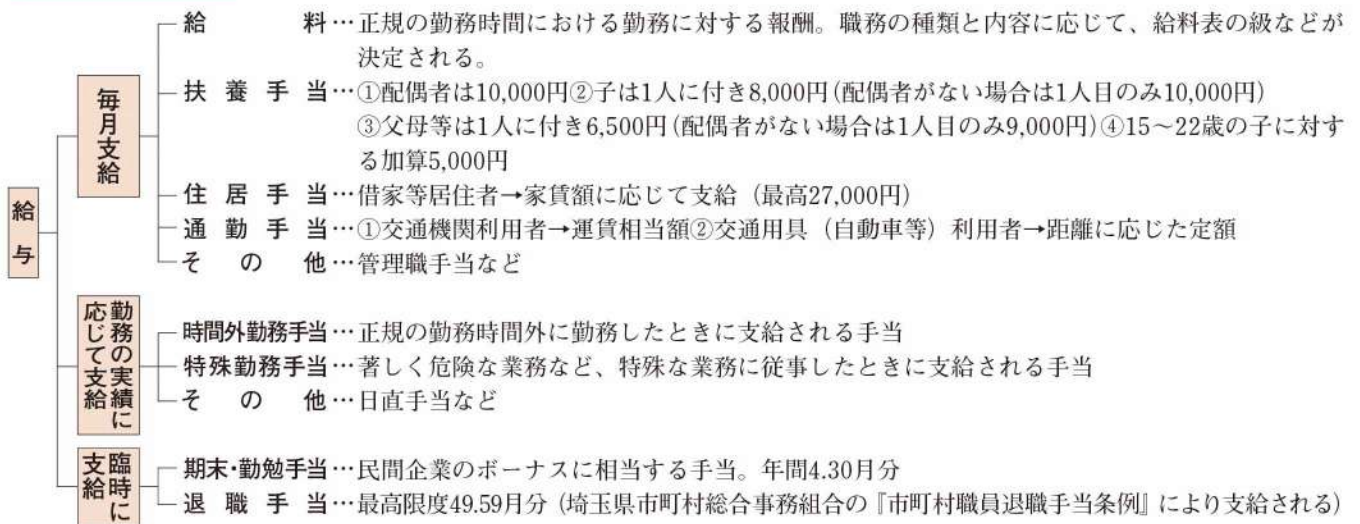 給与
毎月支給
給料…正規の勤務時間における勤務に対する報酬。職務の種類と内容に応じて、給料表の級などが
決定される。
扶養手当…①配偶者は10,000円②子は1人に付き8,000円(配偶者がない場合は1人目のみ10,000円)
③父母等は1人に付き6,500円(配偶者がない場合は1人目のみ9,000円)④15～22歳の子に対す
る加算5,000円
住居手当…借家等居住者→家賃額に応じて支給（最高27,000円）
通勤手当…①交通機関利用者→運賃相当額②交通用具（自動車等）利用者→距離に応じた定額
その他…管理職手当など
勤務の実績に
応じて支給
時間外勤務手当…正規の勤務時間外に勤務したときに支給される手当
特殊勤務手当…著しく危険な業務など、特殊な業務に従事したときに支給される手当
その他…日直手当など
臨時に
支給
期末・勤勉手当…民間企業のボーナスに相当する手当。年間4.30月分
退職手当…最高限度49.59月分（埼玉県市町村総合事務組合の『市町村職員退職手当条例』により支給される）